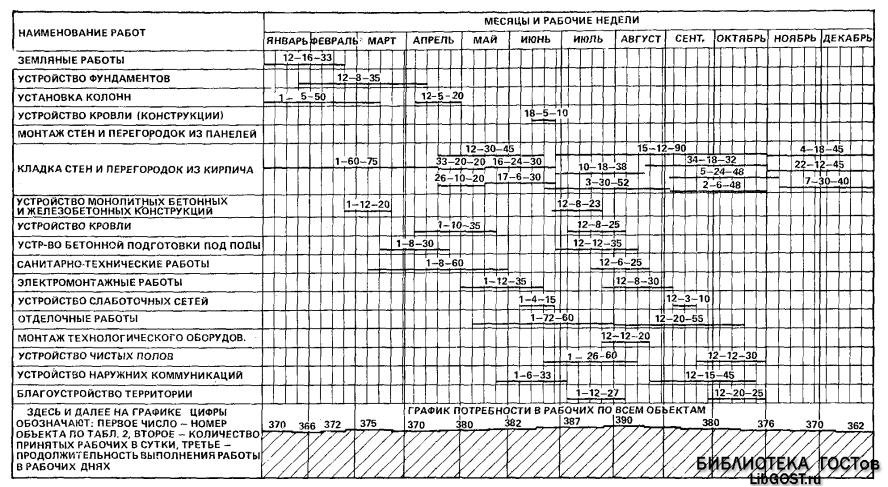 НАИМЕНОВАНИЕ РАБОТ
МЕСЯЦЫ И РАБОЧИЕ НЕДЕЛИ
ЯНВАРЬ ФЕВРАЛЬ МАРТ АПРЕЛЬ МАЙ ИЮНЬ ИЮЛЬ АВГУСТ СЕНТ. ОКТЯБРЬ НОЯБРЬ ДЕКАБРЬ
ЗЕМЛЯНЫЕ РАБОТЫ 12–16–33
УСТРОЙСТВО ФУНДАМЕНТОВ 12–8–35
УСТАНОВКА КОЛОНН 1– 5–50 12–5–20
УСТРОЙСТВО КРОВЛИ (КОНСТРУКЦИИ) 18–5–10
МОНТАЖ СТЕН И ПЕРЕГОРОДОК ИЗ ПАНЕЛЕЙ
12–30–45 15–12–90 4–18–45
КЛАДКА СТЕН И ПЕРЕГОРОДОК ИЗ КИРПИЧА 1–60–75 33–20–20 16–24–30 10–18–38 34–18–32 22–12–45
5–24–48
26–10–20 17–6–30 3–30–52 2–6–48 7–30–40
УСТРОЙСТВО МОНОЛИТНЫХ БЕТОННЫХ
И ЖЕЛЕЗОБЕТОННЫХ КОНСТРУКЦИЙ 1–12–20 12–8–23
УСТРОЙСТВО КРОВЛИ 1–10–35 12–8–25
УСТР-ВО БЕТОННОЙ ПОДГОТОВКИ ПОД ПОЛЫ 1–8–30 12–12–35
САНИТАРНО-ТЕХНИЧЕСКИЕ РАБОТЫ 1–8–60 12–6–25
ЭЛЕКТРОМОНТАЖНЫЕ РАБОТЫ 1–12–35 12–8–30
УСТРОЙСТВО СЛАБОТОЧНЫХ СЕТЕЙ 1–4–15 12–3–10
ОТДЕЛОЧНЫЕ РАБОТЫ 1–72–60 12–20–55
МОНТАЖ ТЕХНОЛОГИЧЕСКОГО ОБОРУДОВ. 12–12–20
УСТРОЙСТВО ЧИСТЫХ ПОЛОВ 1 – 26–60 12–12–30
УСТРОЙСТВО НАРУЖНИХ КОММУНИКАЦИЙ 1–6–33 12–15–45
БЛАГОУСТРОЙСТВО ТЕРРИТОРИИ 1–12–27 12–20–25
ЗДЕСЬ И ДАЛЕЕ НА ГРАФИКЕ ЦИФРЫ
ОБОЗНАЧАЮТ: ПЕРВОЕ ЧИСЛО – НОМЕР
ОБЪЕКТА ПО ТАБЛ. 2, ВТОРОЕ – КОЛИЧЕСТВО
ПРИНЯТЫХ РАБОЧИХ В СУТКИ, ТРЕТЬЕ –
ПРОДОЛЖИТЕЛЬНОСТЬ ВЫПОЛНЕНИЯ РАБОТЫ
В РАБОЧИХ ДНЯХ
ГРАФИК ПОТРЕБНОСТИ В РАБОЧИХ ПО ВСЕМ ОБЪЕКТАМ
370 366 372 375 370 380 382 386 390 380 376 370 362
БИБЛИОТЕКА ГОСТов
LibGOST.ru